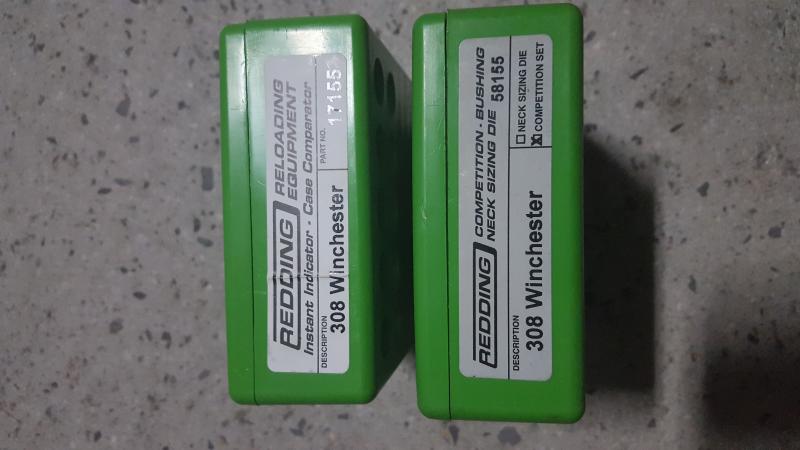 REDDING RELOADING EQUIPMENT
Instant Indicator · Case Comparator
DESCRIPTION
308 Winchester
PART NO. 17155
REDDING COMPETITION · BUSHING
NECK SIZING DIE 58155
DESCRIPTION
308 Winchester
NECK SIZING DIE
X COMPETITION SET